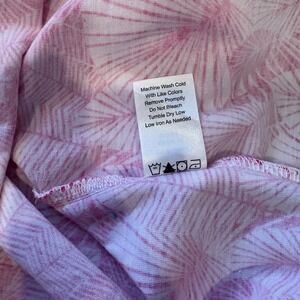 Machine Wash Cold
With Like Colors
Remove Promptly
Do Not Bleach
Tumble Dry Low
Low Iron As Needed